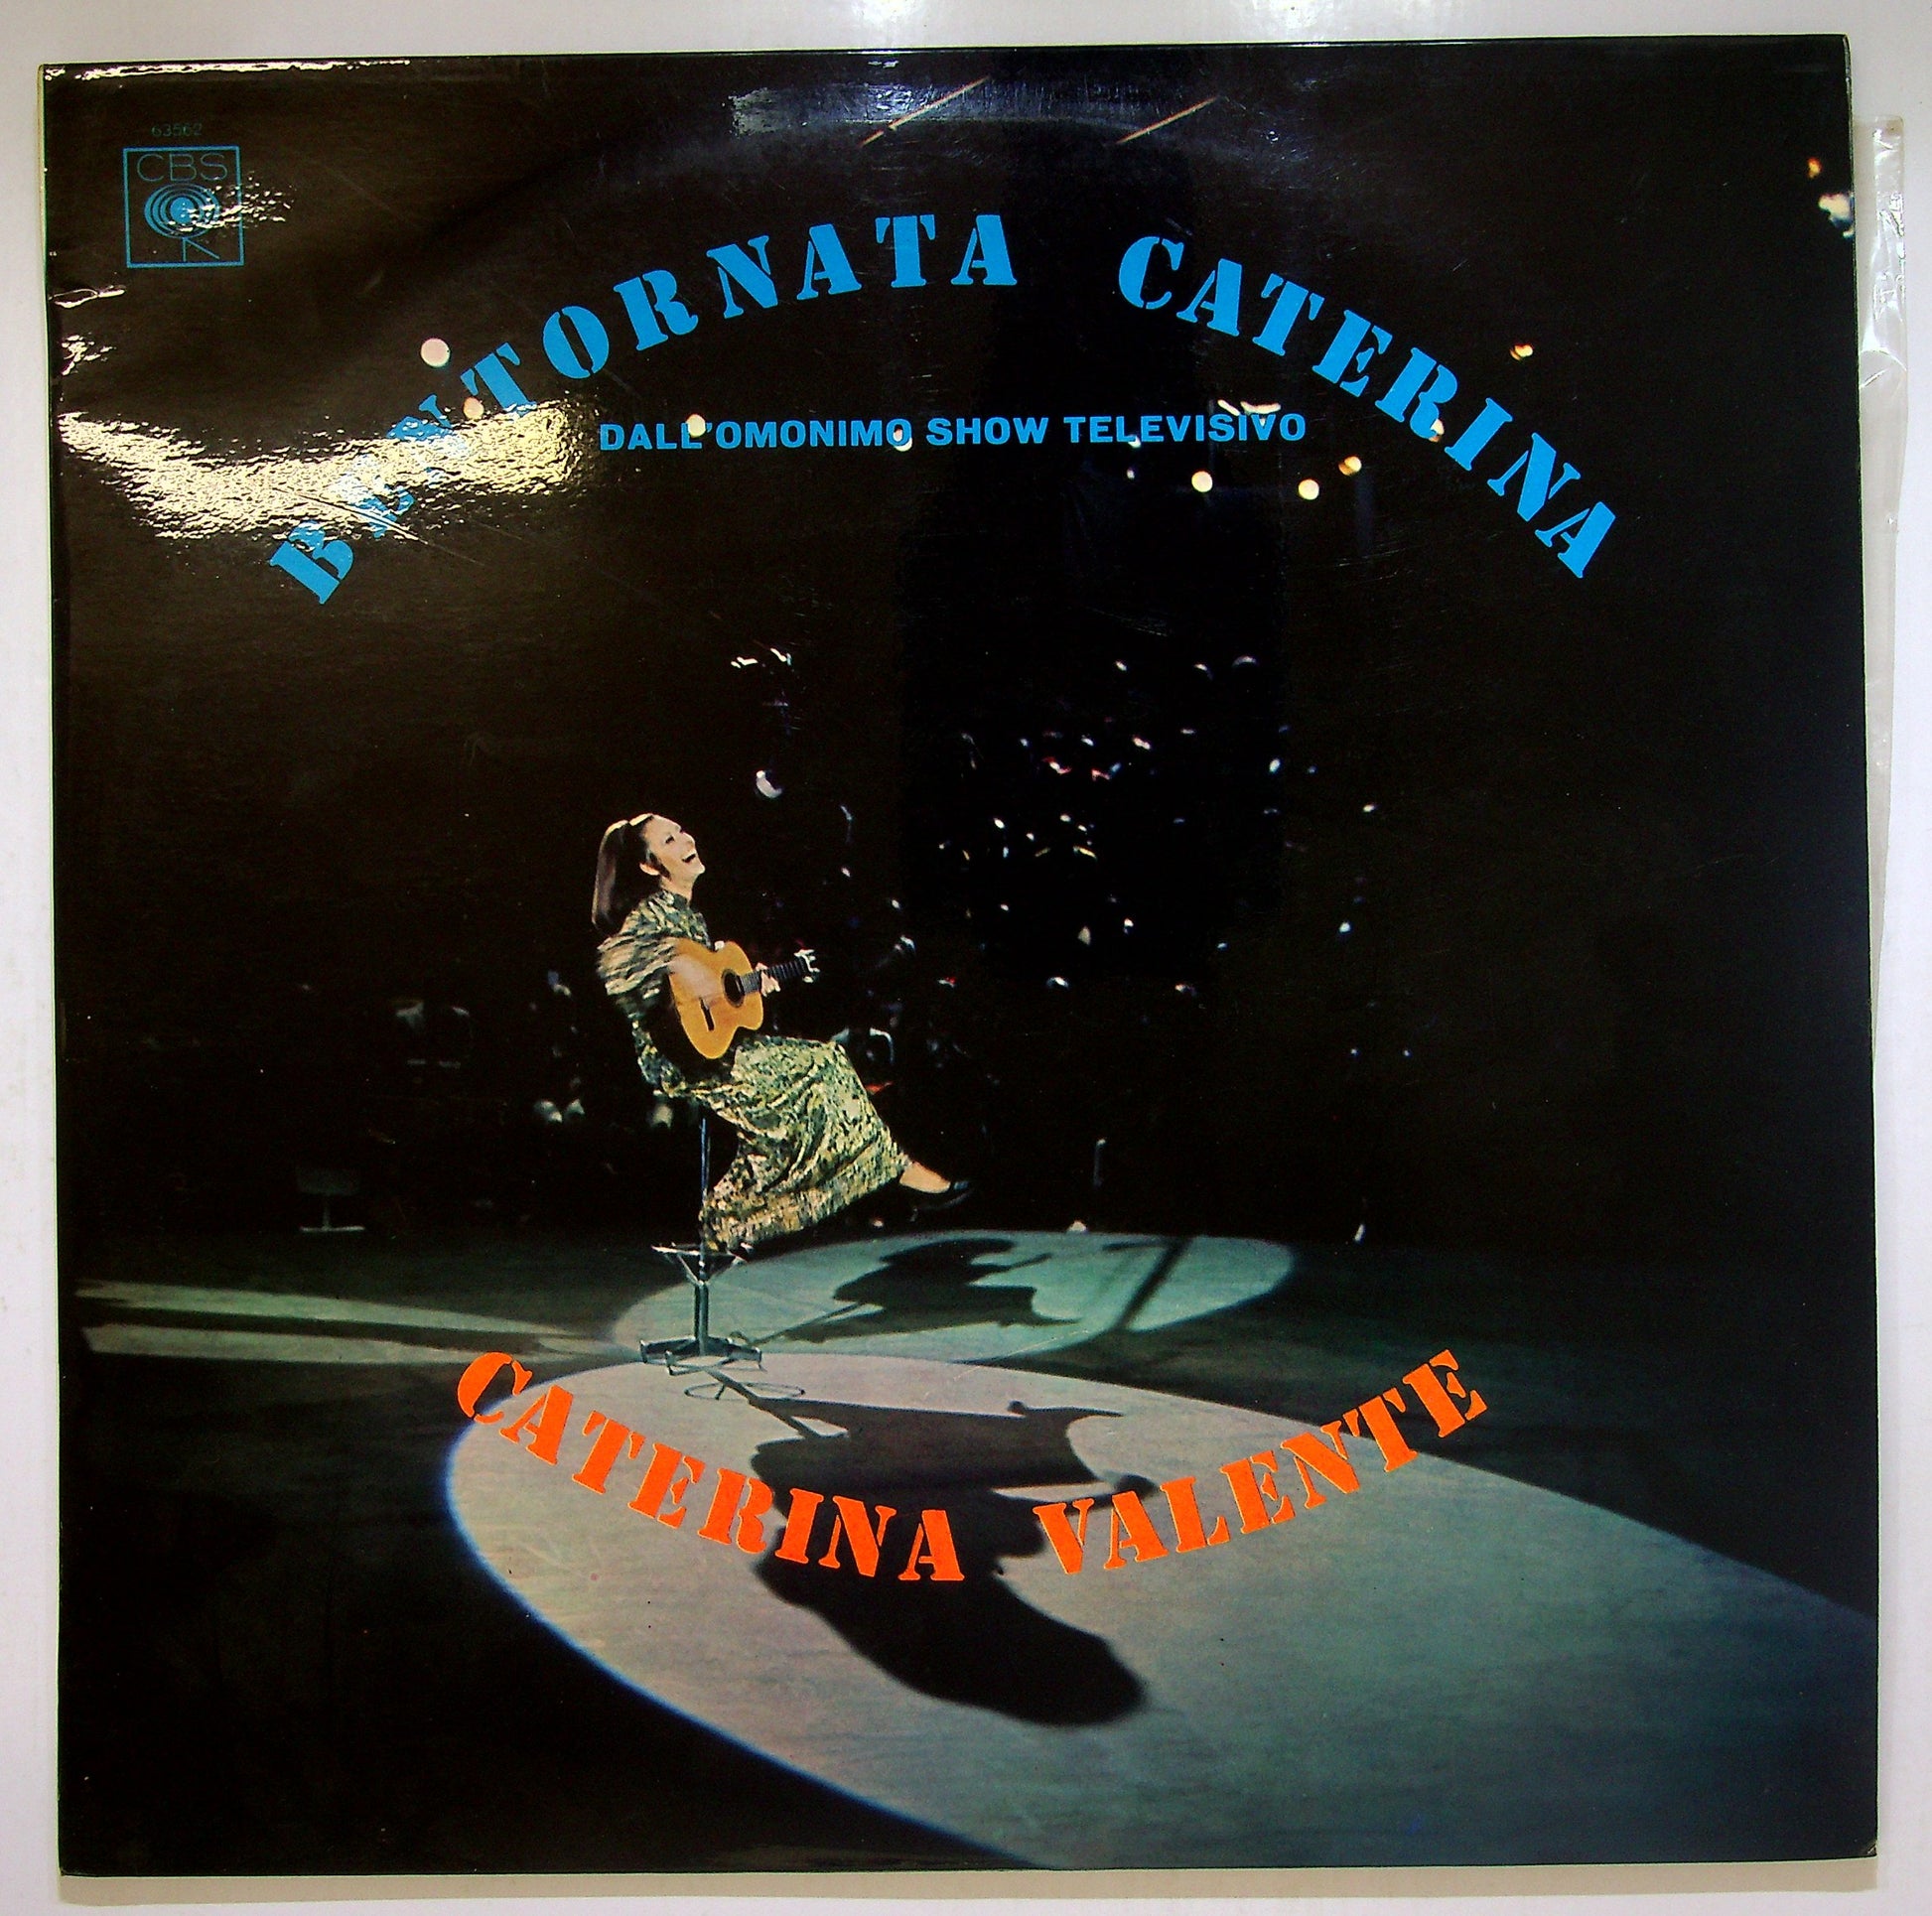 63562
CBS
BENTORNATA CATERINA
DALL'OMONIMO SHOW TELEVISIVO
CATERINA VALENTE